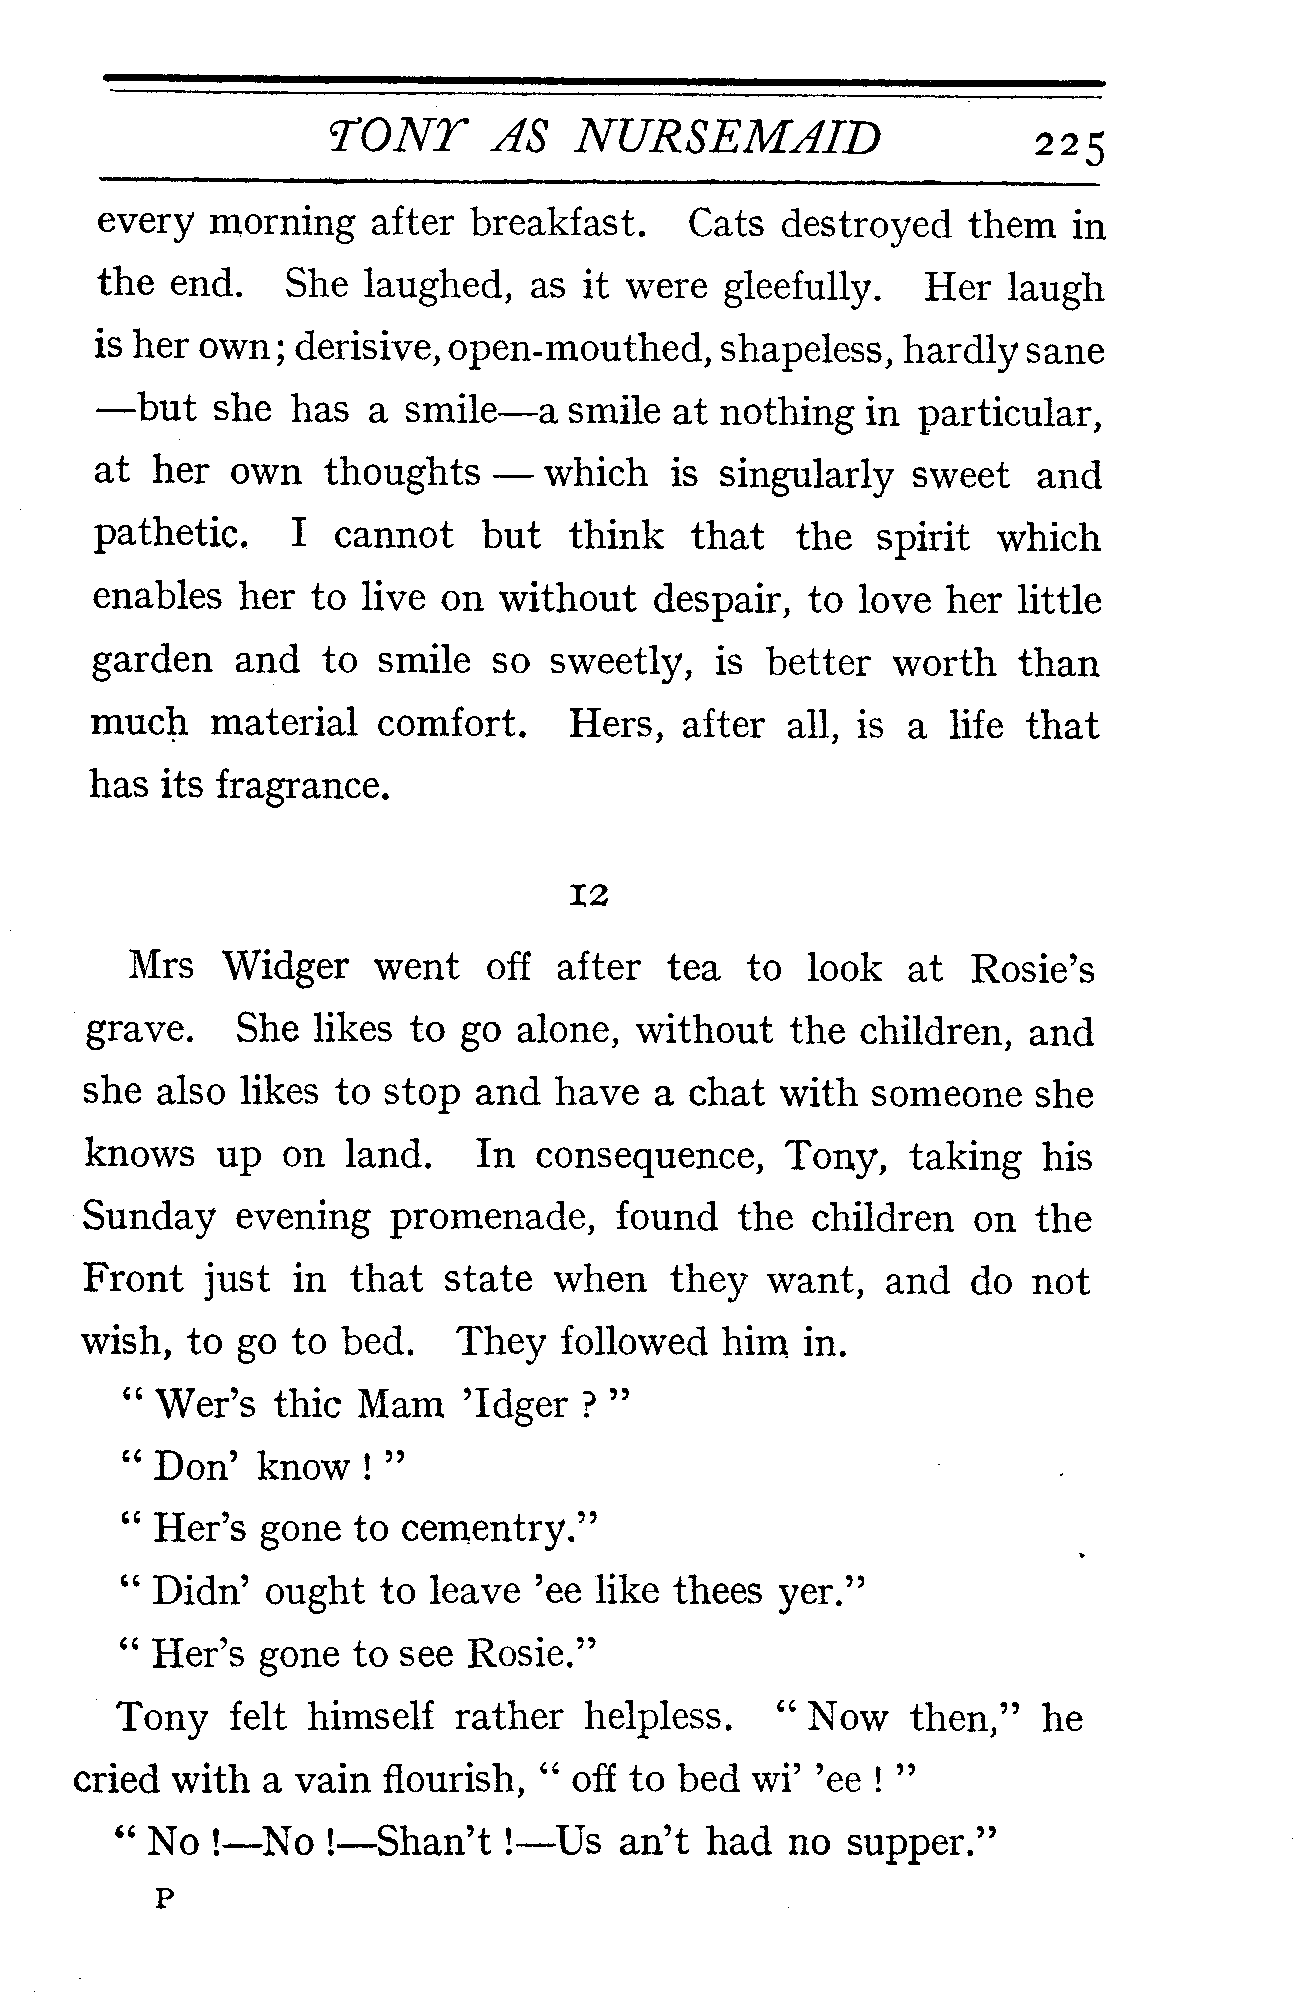 TONY AS NURSEMAID 225
every morning after breakfast. Cats destroyed them in
the end. She laughed, as it were gleefully. Her laugh
is her own; derisive, open-mouthed, shapeless, hardly sane
—but she has a smile—a smile at nothing in particular,
at her own thoughts — which is singularly sweet and
pathetic. I cannot but think that the spirit which
enables her to live on without despair, to love her little
garden and to smile so sweetly, is better worth than
much material comfort. Hers, after all, is a life that
has its fragrance.
12
Mrs Widger went off after tea to look at Rosie's
grave. She likes to go alone, without the children, and
she also likes to stop and have a chat with someone she
knows up on land. In consequence, Tony, taking his
Sunday evening promenade, found the children on the
Front just in that state when they want, and do not
wish, to go to bed. They followed him in.
“ Wer’s thic Mam ’Idger ? ”
“ Don’ know ! ”
“ Her’s gone to cementry.”
“ Didn’ ought to leave ’ee like thees yer.”
“ Her’s gone to see Rosie.”
Tony felt himself rather helpless. “ Now then,” he
cried with a vain flourish, “ off to bed wi’ ’ee ! ”
“ No !—No !—Shan’t !—Us an’t had no supper.”
P